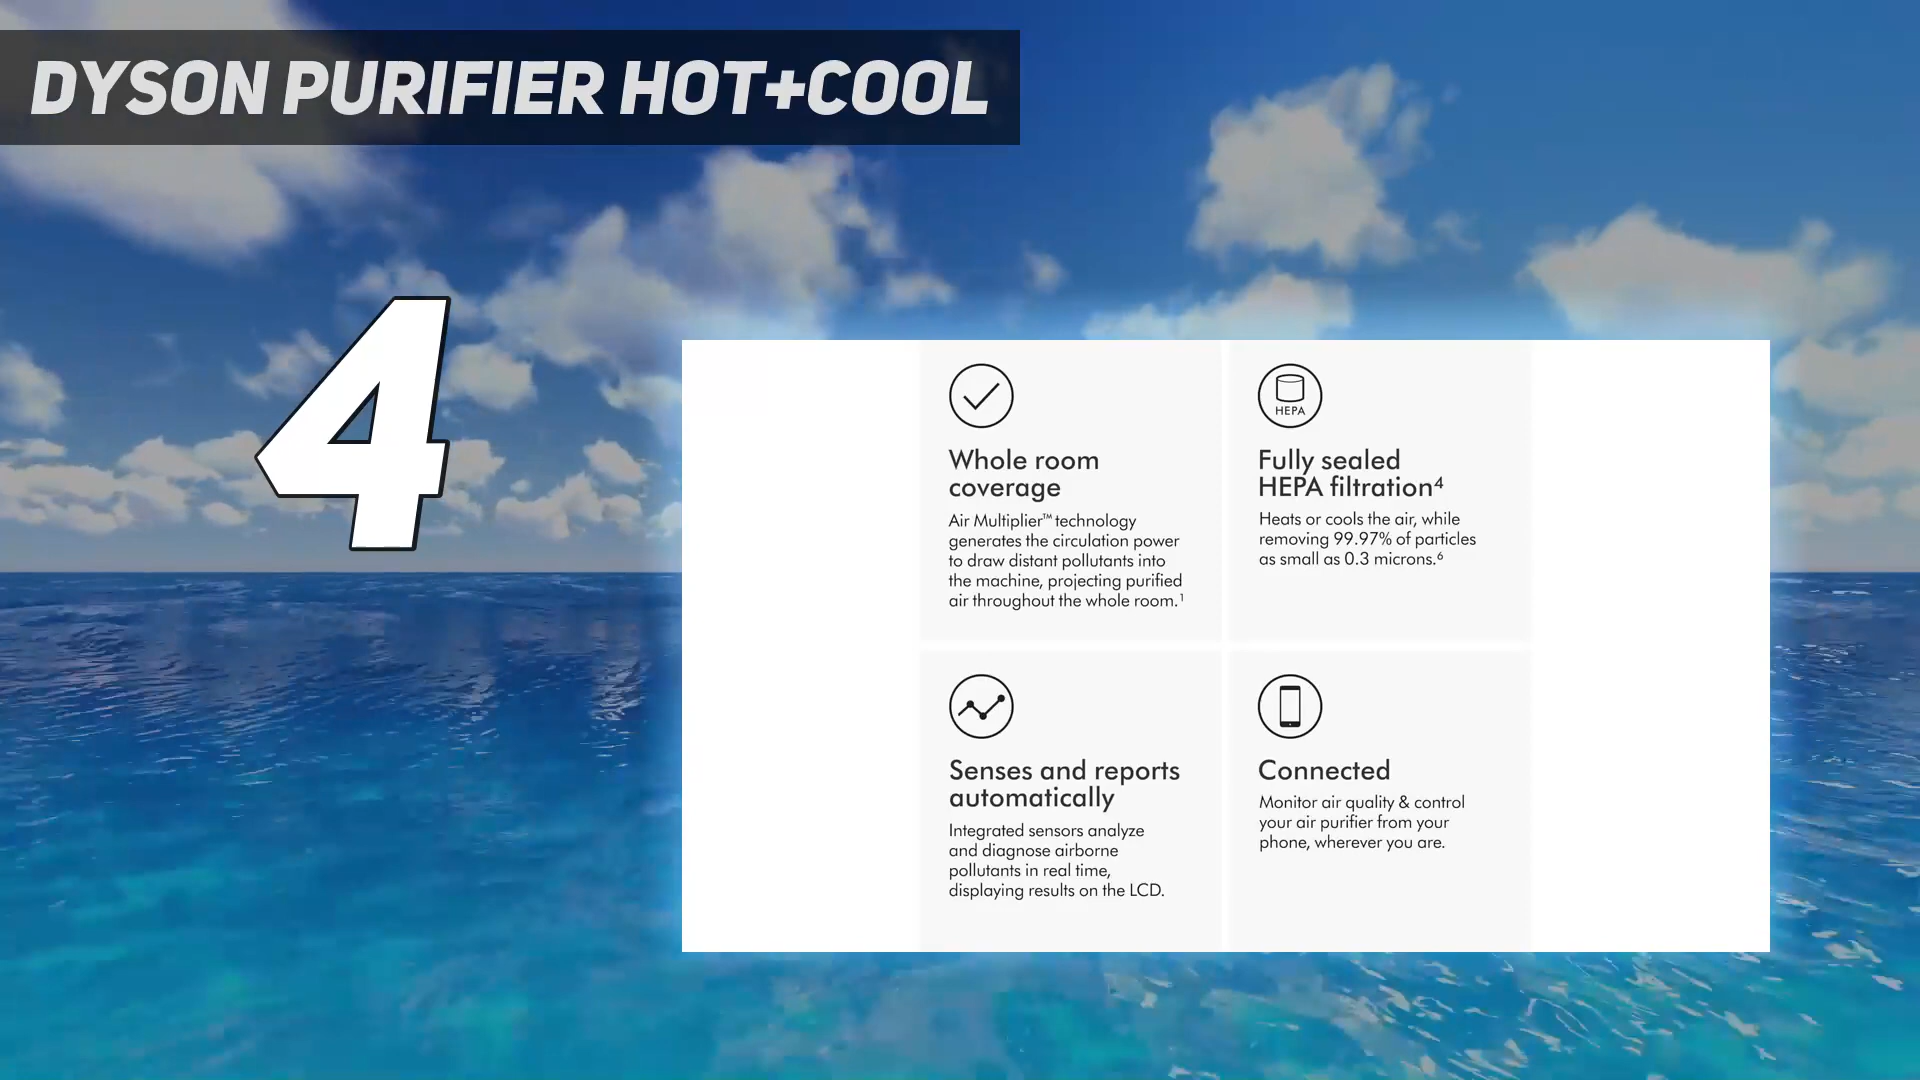 DYSON PURIFIER HOT+COOL
4
Whole room
coverage
Air Multiplier™ technology
generates the circulation power
to draw distant pollutants into
the machine, projecting purified
air throughout the whole room.¹
HEPA
Fully sealed
HEPA filtration⁴
Heats or cools the air, while
removing 99.97% of particles
as small as 0.3 microns.⁶
Senses and reports
automatically
Integrated sensors analyze
and diagnose airborne
pollutants in real time,
displaying results on the LCD.
Connected
Monitor air quality & control
your air purifier from your
phone, wherever you are.